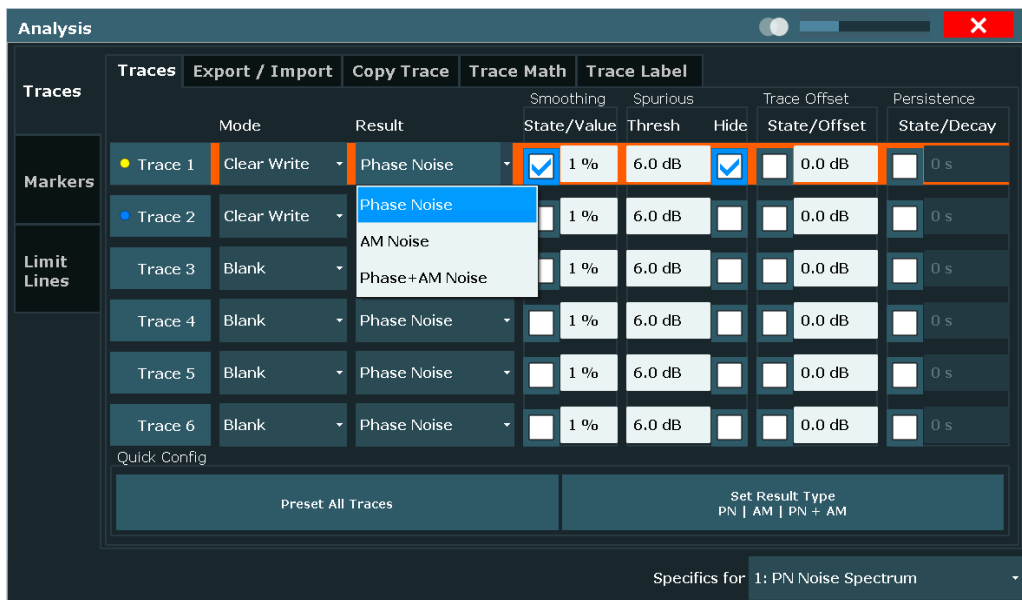 Analysis
Traces Export / Import Copy Trace Trace Math Trace Label
Traces
Markers
Limit
Lines
Smoothing Spurious Trace Offset Persistence
Mode Result State/Value Thresh Hide State/Offset State/Decay
Trace 1 Clear Write Phase Noise 1 % 6.0 dB 0.0 dB 0 s
Phase Noise
AM Noise
Phase+AM Noise
Trace 2 Clear Write 1 % 6.0 dB 0.0 dB 0 s
Trace 3 Blank 1 % 6.0 dB 0.0 dB 0 s
Trace 4 Blank Phase Noise 1 % 6.0 dB 0.0 dB 0 s
Trace 5 Blank Phase Noise 1 % 6.0 dB 0.0 dB 0 s
Trace 6 Blank Phase Noise 1 % 6.0 dB 0.0 dB 0 s
Quick Config
Preset All Traces
Set Result Type
PN | AM | PN + AM
Specifics for 1: PN Noise Spectrum